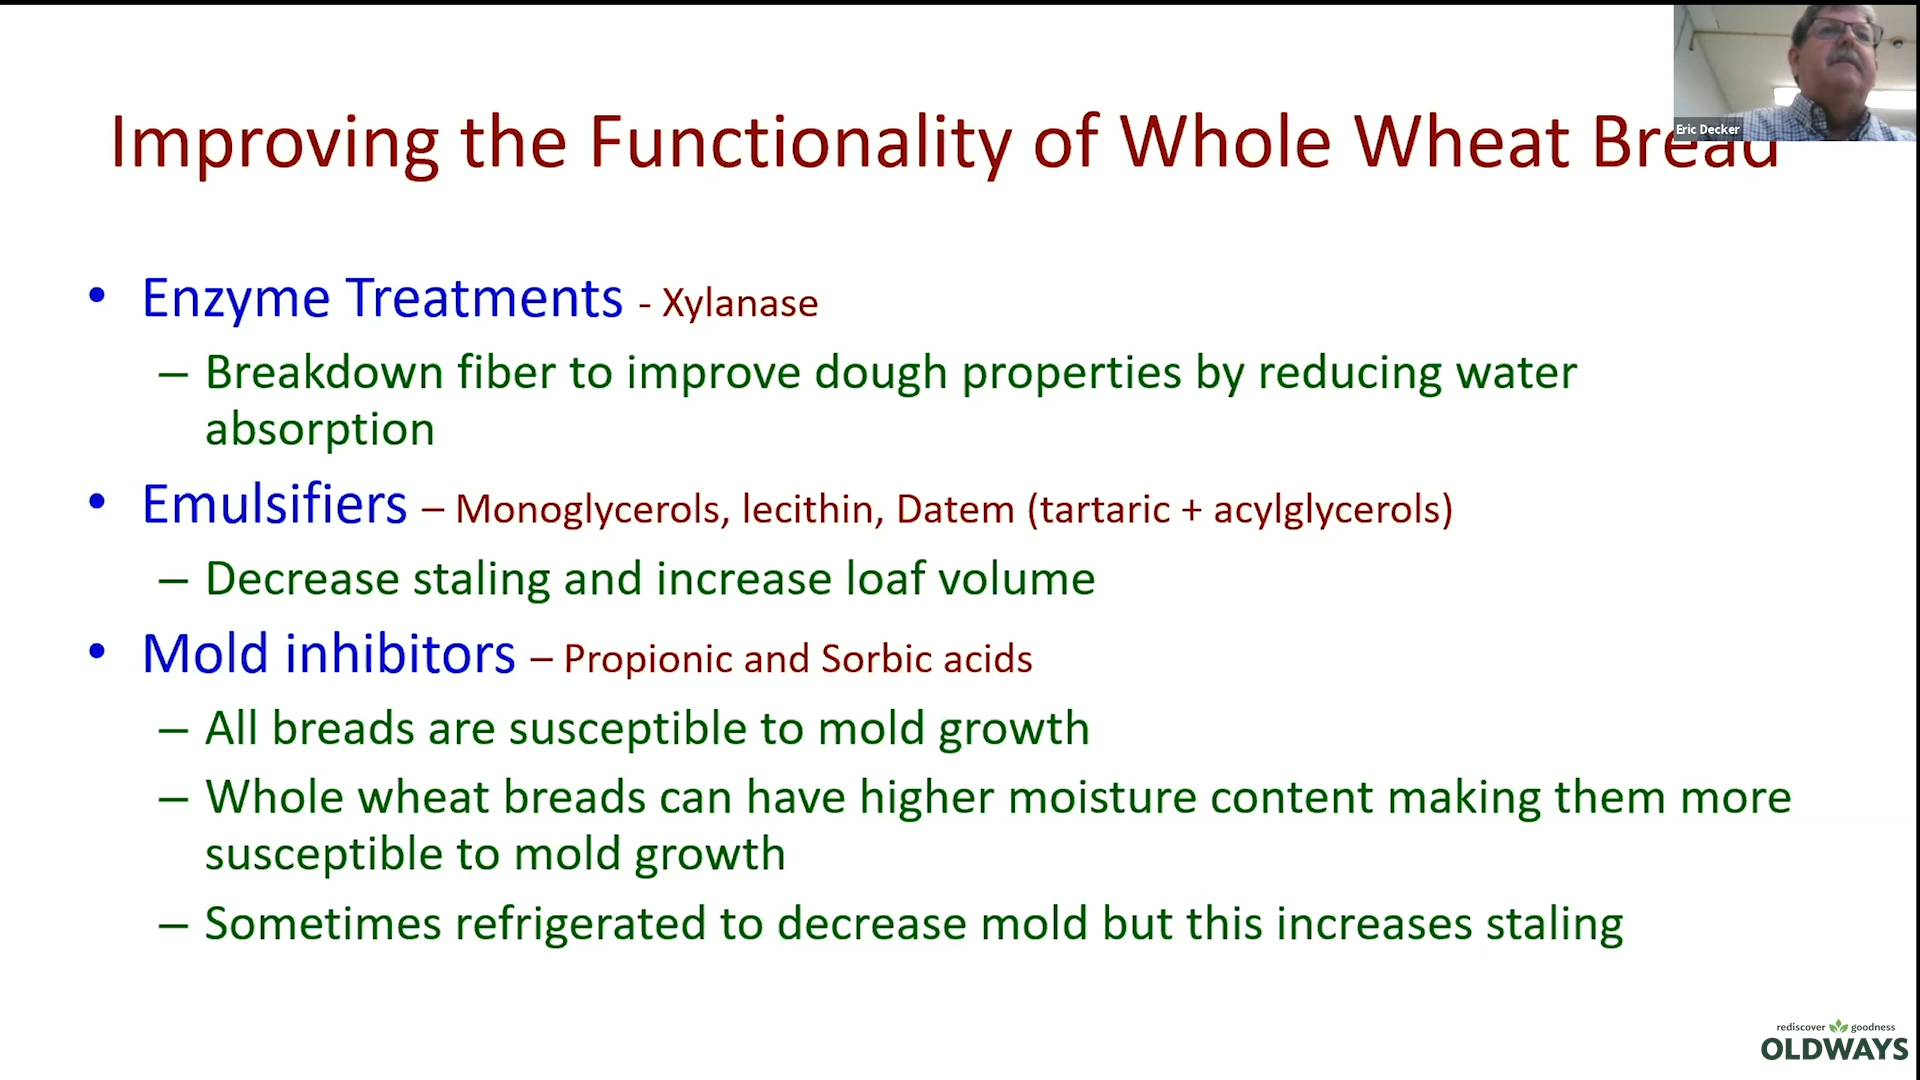 Improving the Functionality of Whole Wheat Bread
Eric Decker
• Enzyme Treatments - Xylanase
– Breakdown fiber to improve dough properties by reducing water
absorption
• Emulsifiers – Monoglycerols, lecithin, Datem (tartaric + acylglycerols)
– Decrease staling and increase loaf volume
• Mold inhibitors – Propionic and Sorbic acids
– All breads are susceptible to mold growth
– Whole wheat breads can have higher moisture content making them more
susceptible to mold growth
– Sometimes refrigerated to decrease mold but this increases staling
rediscover goodness
OLDWAYS